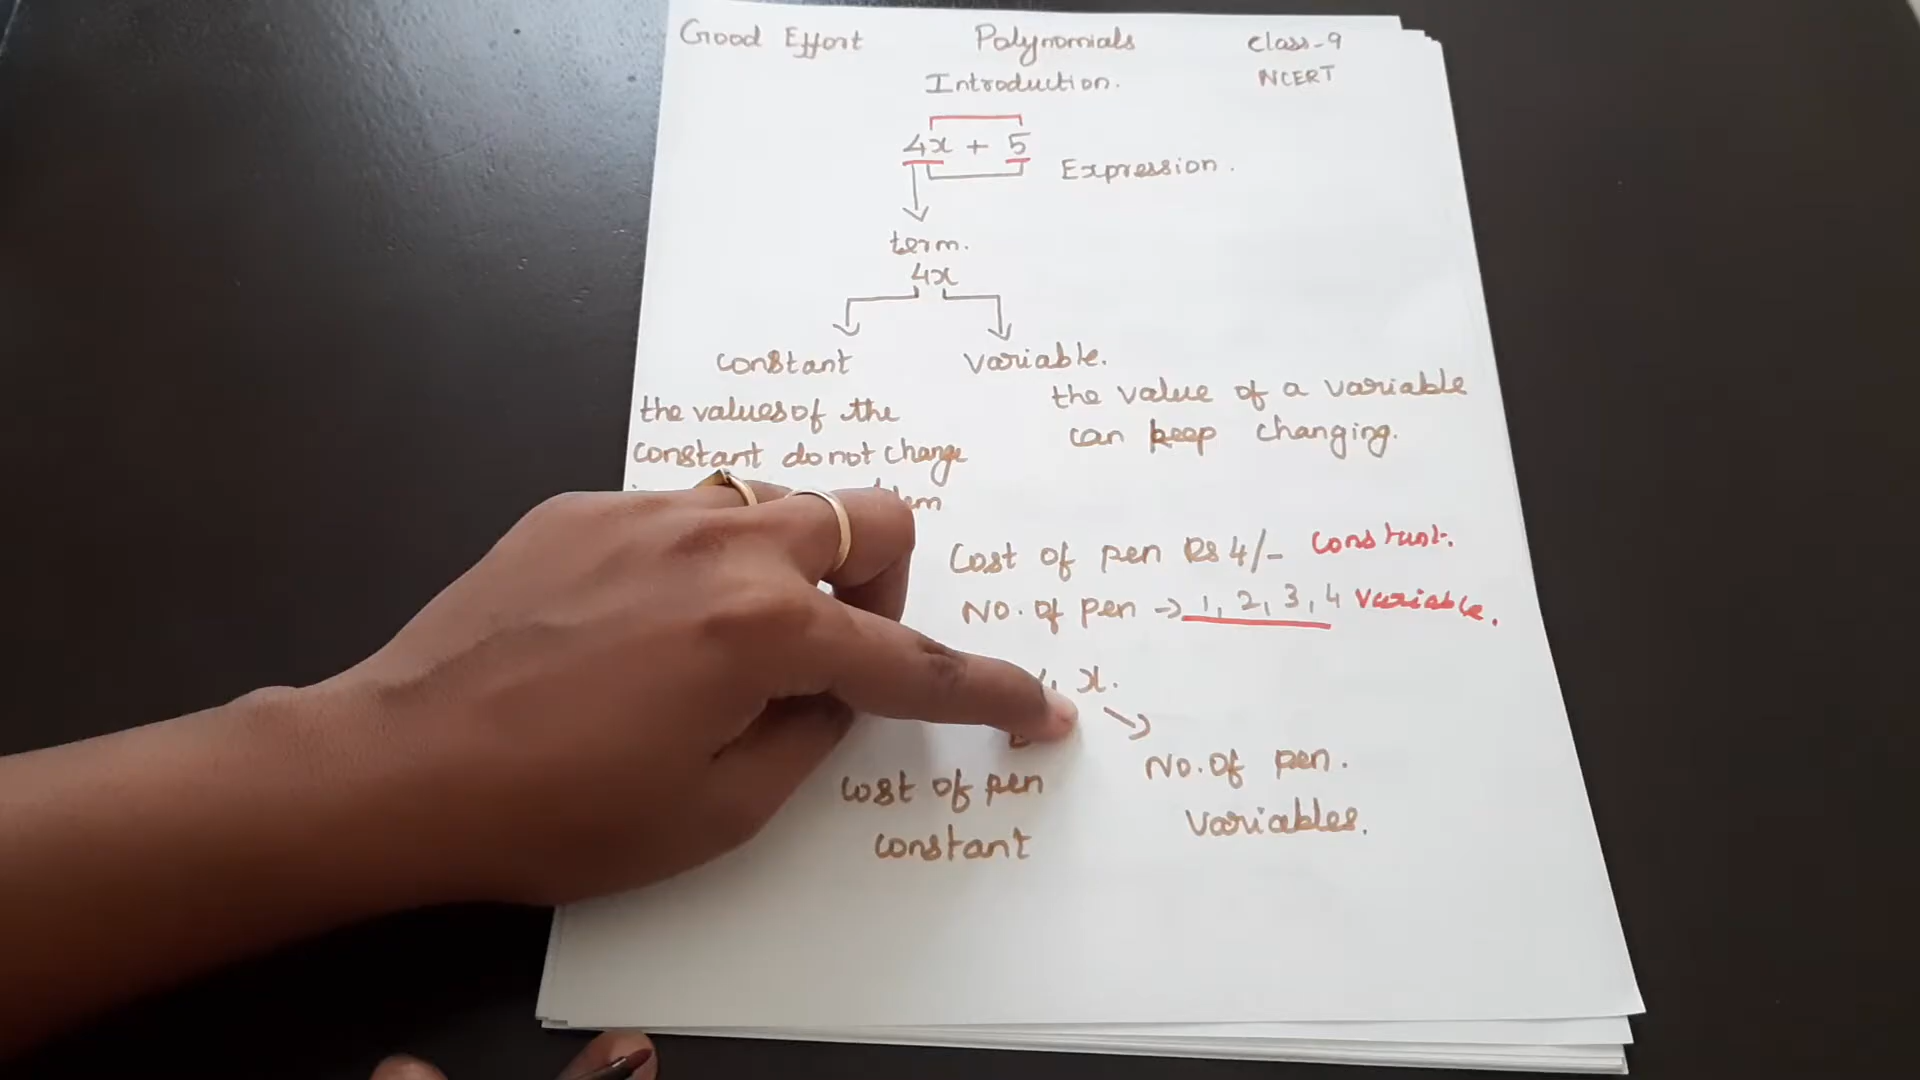 Good Effort
Polynomials
Class-9
Introduction.
NCERT
4x + 5
Expression.
term.
4x
constant
variable.
the values of the
constant do not change
the value of a variable
can keep changing.
Cost of pen Rs 4/- Constant.
No. of pen → 1, 2, 3, 4 Variable.
x.
Cost of pen
constant
No. Of pen.
Variables.